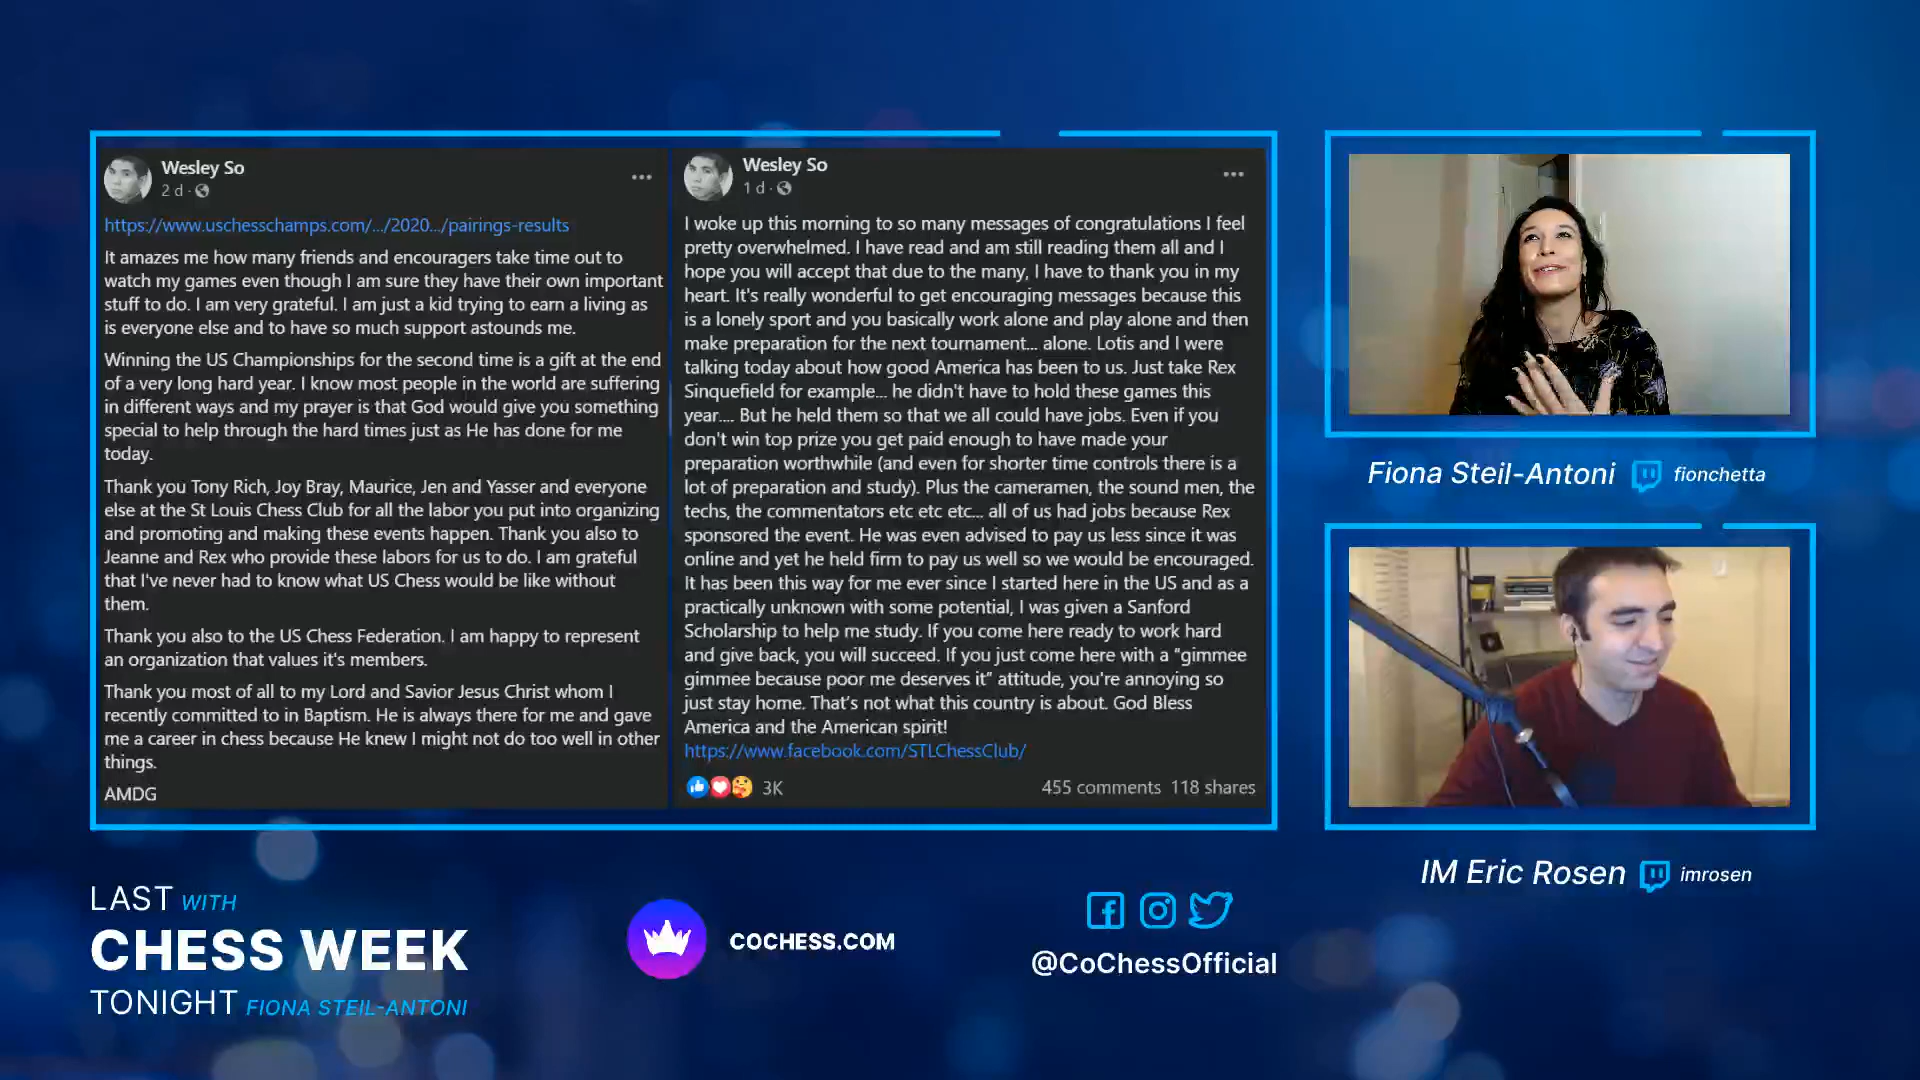 Wesley So
2 d ·
https://www.uschesschamps.com/.../2020.../pairings-results
It amazes me how many friends and encouragers take time out to
watch my games even though I am sure they have their own important
stuff to do. I am very grateful. I am just a kid trying to earn a living as
is everyone else and to have so much support astounds me.
Winning the US Championships for the second time is a gift at the end
of a very long hard year. I know most people in the world are suffering
in different ways and my prayer is that God would give you something
special to help through the hard times just as He has done for me
today.
Thank you Tony Rich, Joy Bray, Maurice, Jen and Yasser and everyone
else at the St Louis Chess Club for all the labor you put into organizing
and promoting and making these events happen. Thank you also to
Jeanne and Rex who provide these labors for us to do. I am grateful
that I've never had to know what US Chess would be like without
them.
Thank you also to the US Chess Federation. I am happy to represent
an organization that values it's members.
Thank you most of all to my Lord and Savior Jesus Christ whom I
recently committed to in Baptism. He is always there for me and gave
me a career in chess because He knew I might not do too well in other
things.
AMDG
Wesley So
1 d ·
I woke up this morning to so many messages of congratulations I feel
pretty overwhelmed. I have read and am still reading them all and I
hope you will accept that due to the many, I have to thank you in my
heart. It's really wonderful to get encouraging messages because this
is a lonely sport and you basically work alone and play alone and then
make preparation for the next tournament... alone. Lotis and I were
talking today about how good America has been to us. Just take Rex
Sinquefield for example... he didn't have to hold these games this
year.... But he held them so that we all could have jobs. Even if you
don't win top prize you get paid enough to have made your
preparation worthwhile (and even for shorter time controls there is a
lot of preparation and study). Plus the cameramen, the sound men, the
techs, the commentators etc etc etc... all of us had jobs because Rex
sponsored the event. He was even advised to pay us less since it was
online and yet he held firm to pay us well so we would be encouraged.
It has been this way for me ever since I started here in the US and as a
practically unknown with some potential, I was given a Sanford
Scholarship to help me study. If you come here ready to work hard
and give back, you will succeed. If you just come here with a "gimmee
gimmee because poor me deserves it" attitude, you're annoying so
just stay home. That's not what this country is about. God Bless
America and the American spirit!
https://www.facebook.com/STLChessClub/
3K 455 comments 118 shares
Fiona Steil-Antoni fionchetta
IM Eric Rosen imrosen
LAST WITH
CHESS WEEK
TONIGHT FIONA STEIL-ANTONI
COCHESS.COM
@CoChessOfficial